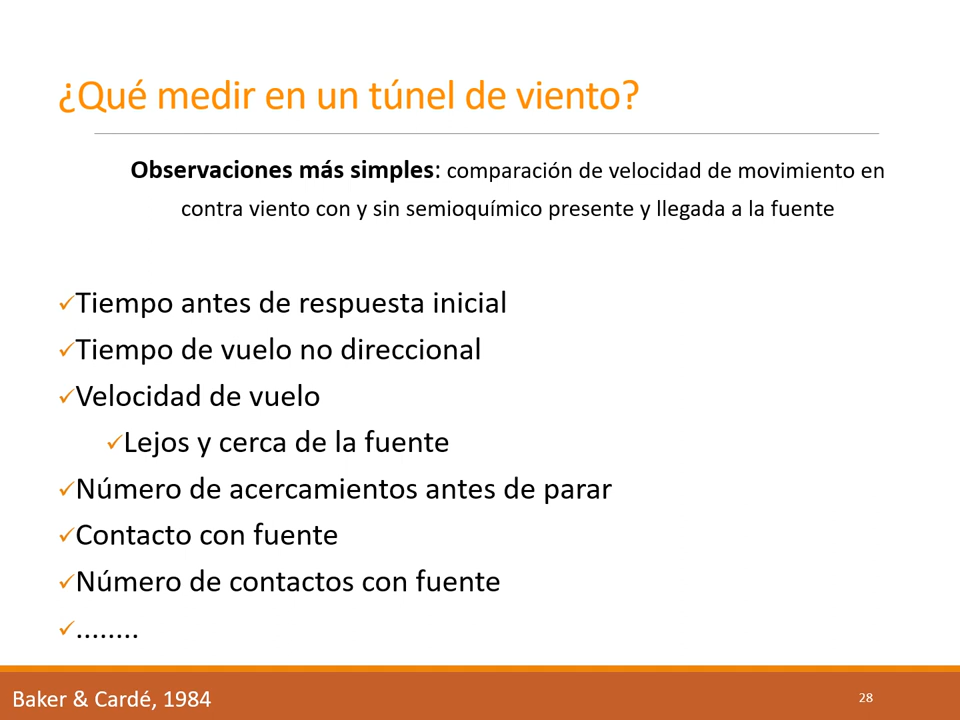 ¿Qué medir en un túnel de viento?
Observaciones más simples: comparación de velocidad de movimiento en
contra viento con y sin semioquímico presente y llegada a la fuente
✓Tiempo antes de respuesta inicial
✓Tiempo de vuelo no direccional
✓Velocidad de vuelo
✓Lejos y cerca de la fuente
✓Número de acercamientos antes de parar
✓Contacto con fuente
✓Número de contactos con fuente
✓........
Baker & Cardé, 1984
28